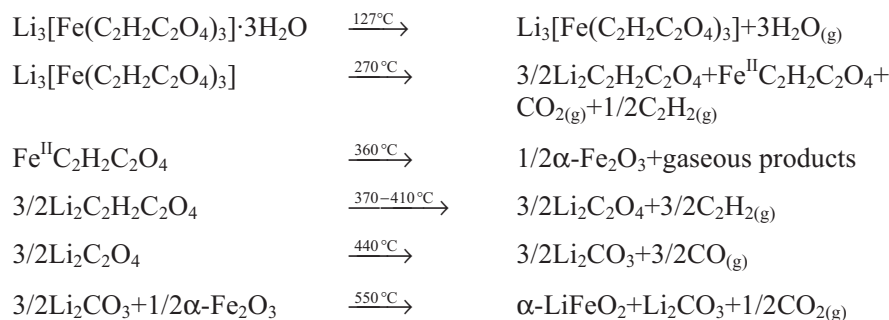 Li₃[Fe(C₂H₂C₂O₄)₃]·3H₂O —127°C→ Li₃[Fe(C₂H₂C₂O₄)₃]+3H₂O₍g₎
Li₃[Fe(C₂H₂C₂O₄)₃] —270°C→ 3/2Li₂C₂H₂C₂O₄+FeᴵᴵC₂H₂C₂O₄+
CO₂₍g₎+1/2C₂H₂₍g₎
FeᴵᴵC₂H₂C₂O₄ —360°C→ 1/2α-Fe₂O₃+gaseous products
3/2Li₂C₂H₂C₂O₄ —370–410°C→ 3/2Li₂C₂O₄+3/2C₂H₂₍g₎
3/2Li₂C₂O₄ —440°C→ 3/2Li₂CO₃+3/2CO₍g₎
3/2Li₂CO₃+1/2α-Fe₂O₃ —550°C→ α-LiFeO₂+Li₂CO₃+1/2CO₂₍g₎